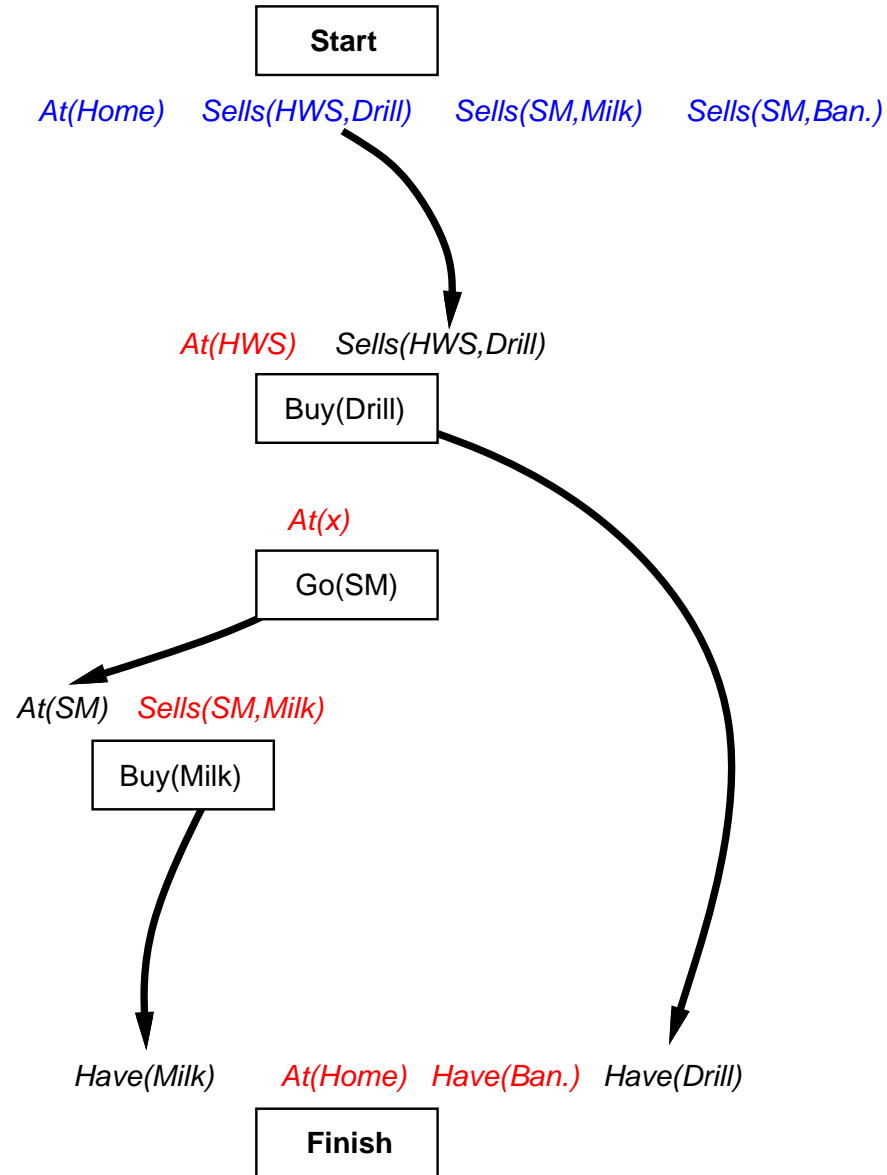 Start
At(Home) Sells(HWS,Drill) Sells(SM,Milk) Sells(SM,Ban.)
At(HWS) Sells(HWS,Drill)
Buy(Drill)
At(x)
Go(SM)
At(SM) Sells(SM,Milk)
Buy(Milk)
Have(Milk) At(Home) Have(Ban.) Have(Drill)
Finish